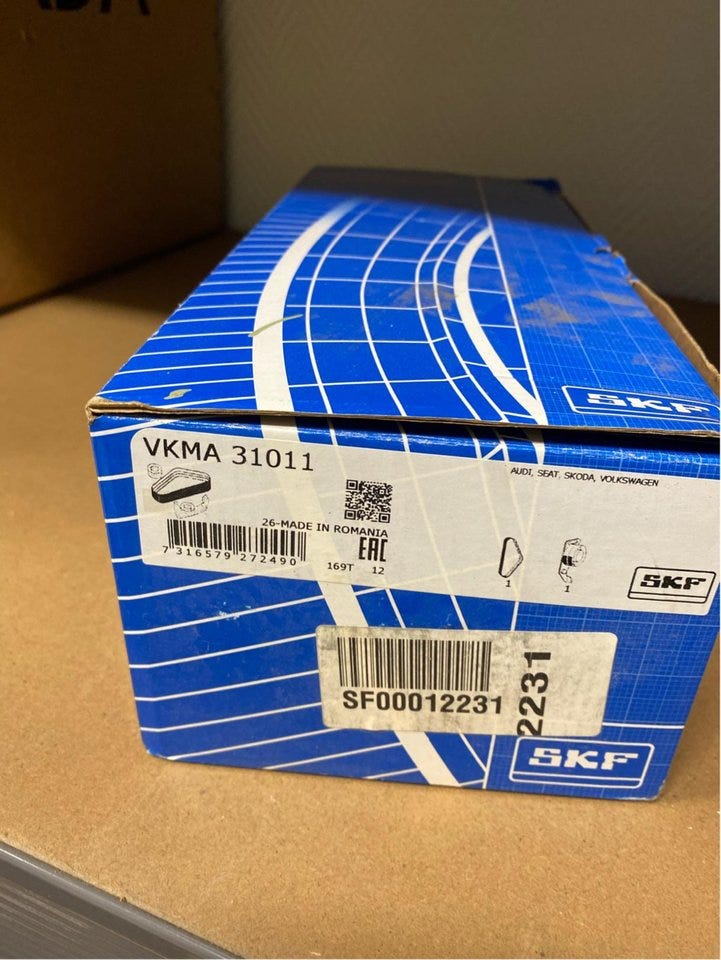 SKF
VKMA 31011
AUDI, SEAT, SKODA, VOLKSWAGEN
26-MADE IN ROMANIA
EAC
7 316579 272490
169T 12
1
1
SKF
SF00012231
2231
SKF